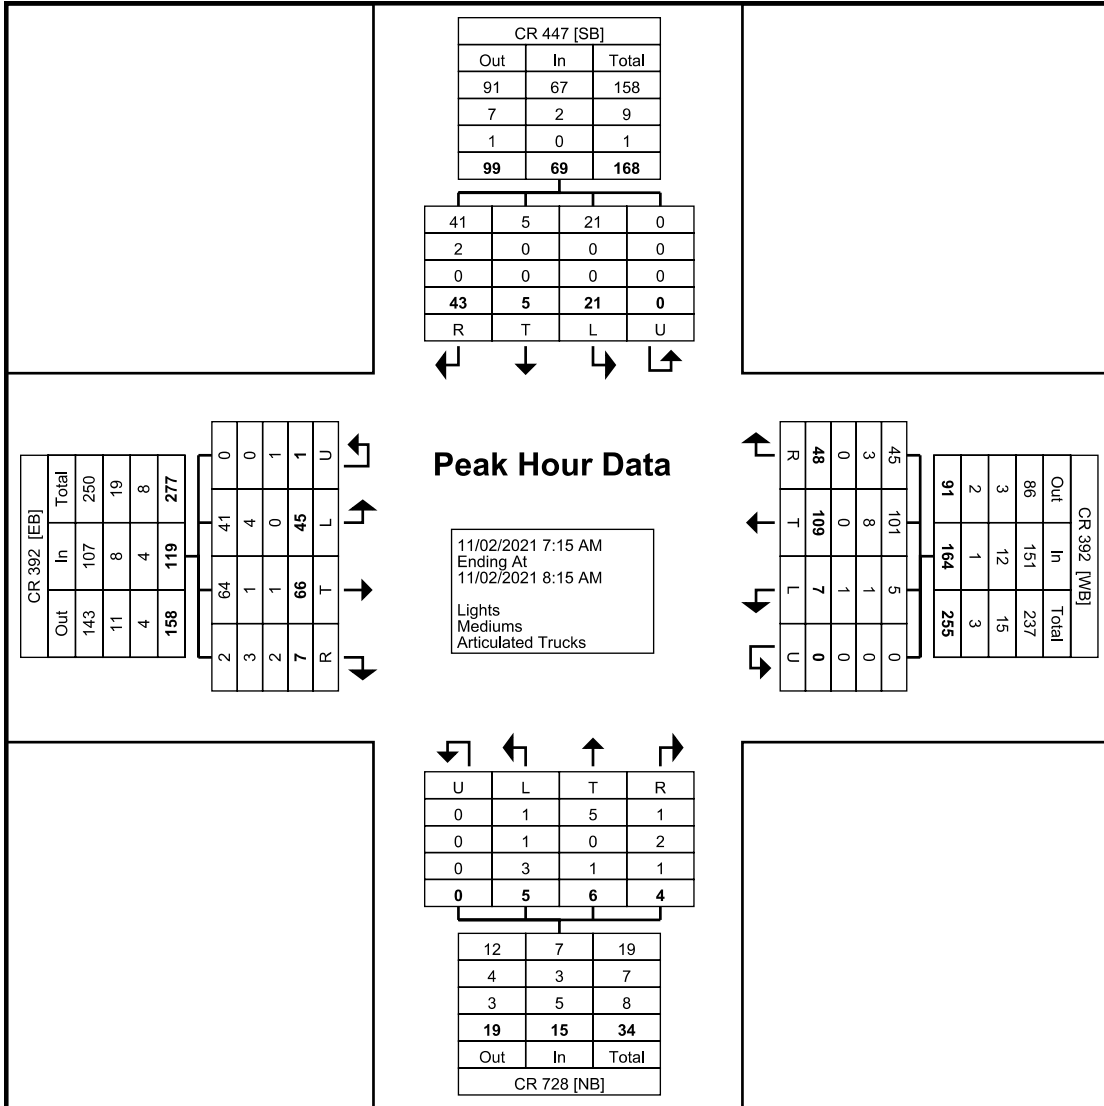 CR 447 [SB]
Out In Total
91 67 158
7 2 9
1 0 1
99 69 168
41 5 21 0
2 0 0 0
0 0 0 0
43 5 21 0
R T L U
CR 392 [EB]
Total In Out
250 107 143
19 8 11
8 4 4
277 119 158
0 41 64 2
0 4 1 3
1 0 1 2
1 45 66 7
U L T R
Peak Hour Data
11/02/2021 7:15 AM
Ending At
11/02/2021 8:15 AM
Lights
Mediums
Articulated Trucks
R T L U
48 109 7 0
0 0 1 0
3 8 1 0
45 101 5 0
91 164 255
2 1 3
3 12 15
86 151 237
Out In Total
CR 392 [WB]
U L T R
0 1 5 1
0 1 0 2
0 3 1 1
0 5 6 4
12 7 19
4 3 7
3 5 8
19 15 34
Out In Total
CR 728 [NB]